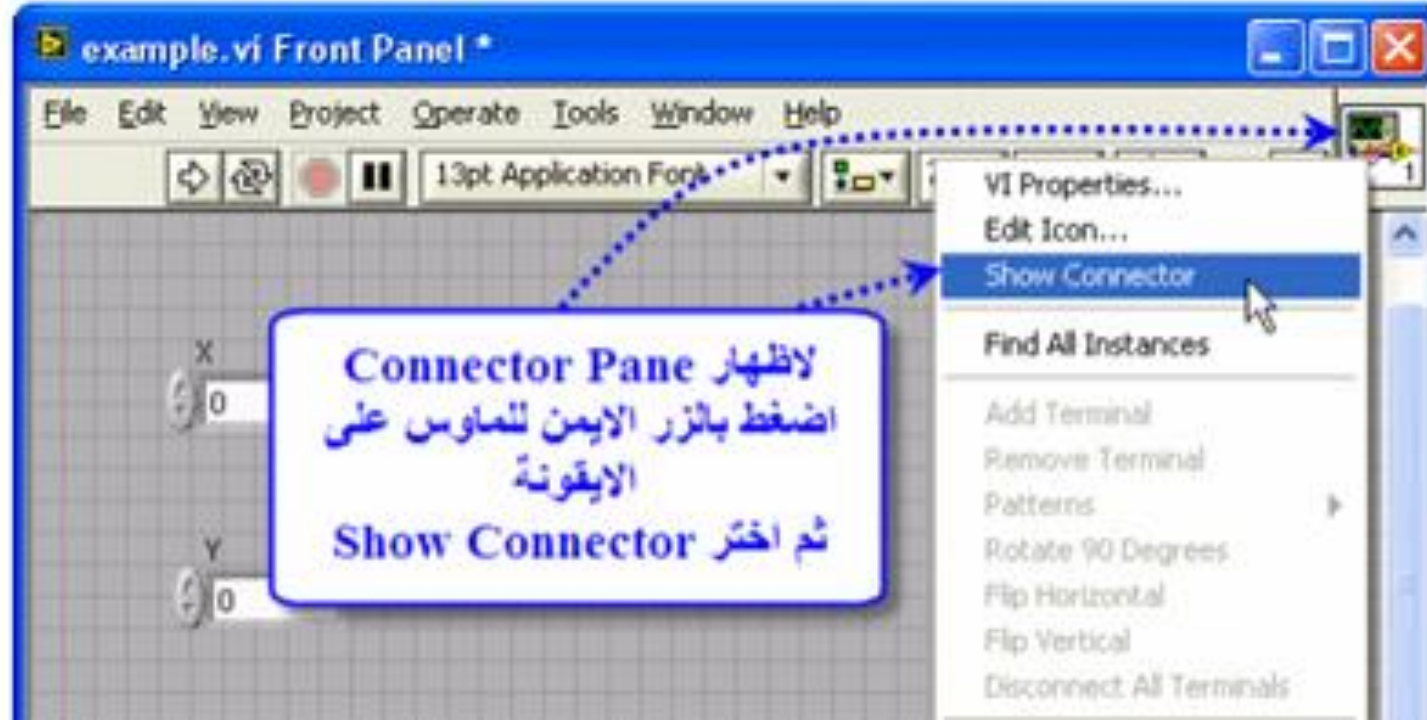 example.vi Front Panel *
File Edit View Project Operate Tools Window Help
13pt Application Font
1
VI Properties...
Edit Icon...
Show Connector
Find All Instances
Add Terminal
Remove Terminal
Patterns
Rotate 90 Degrees
Flip Horizontal
Flip Vertical
Disconnect All Terminals
X
0
Y
0
لاظهار Connector Pane
اضغط بالزر الايمن للماوس على
الايقونة
ثم اختر Show Connector